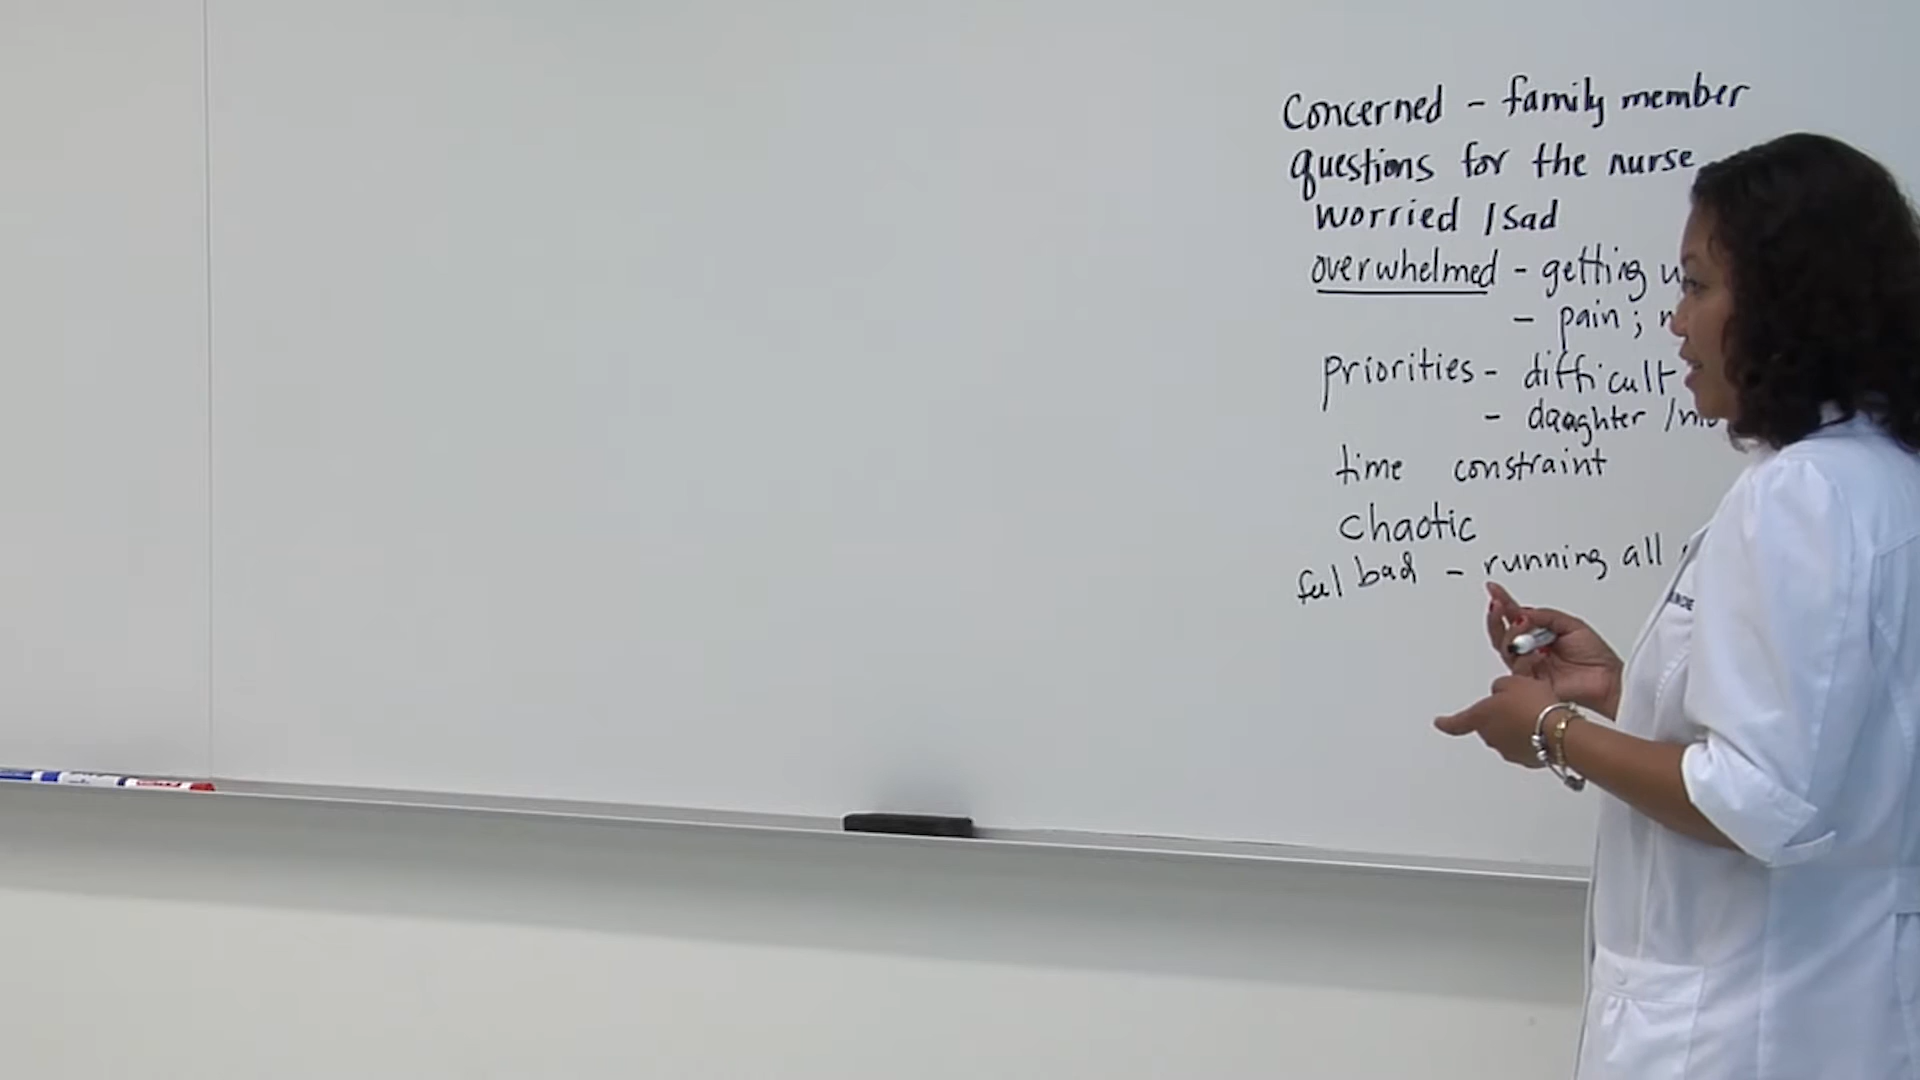 Concerned - family member
questions for the nurse
worried / sad
overwhelmed - getting
- pain ;
priorities - difficult
- daughter /
time constraint
Chaotic
feel bad - running all